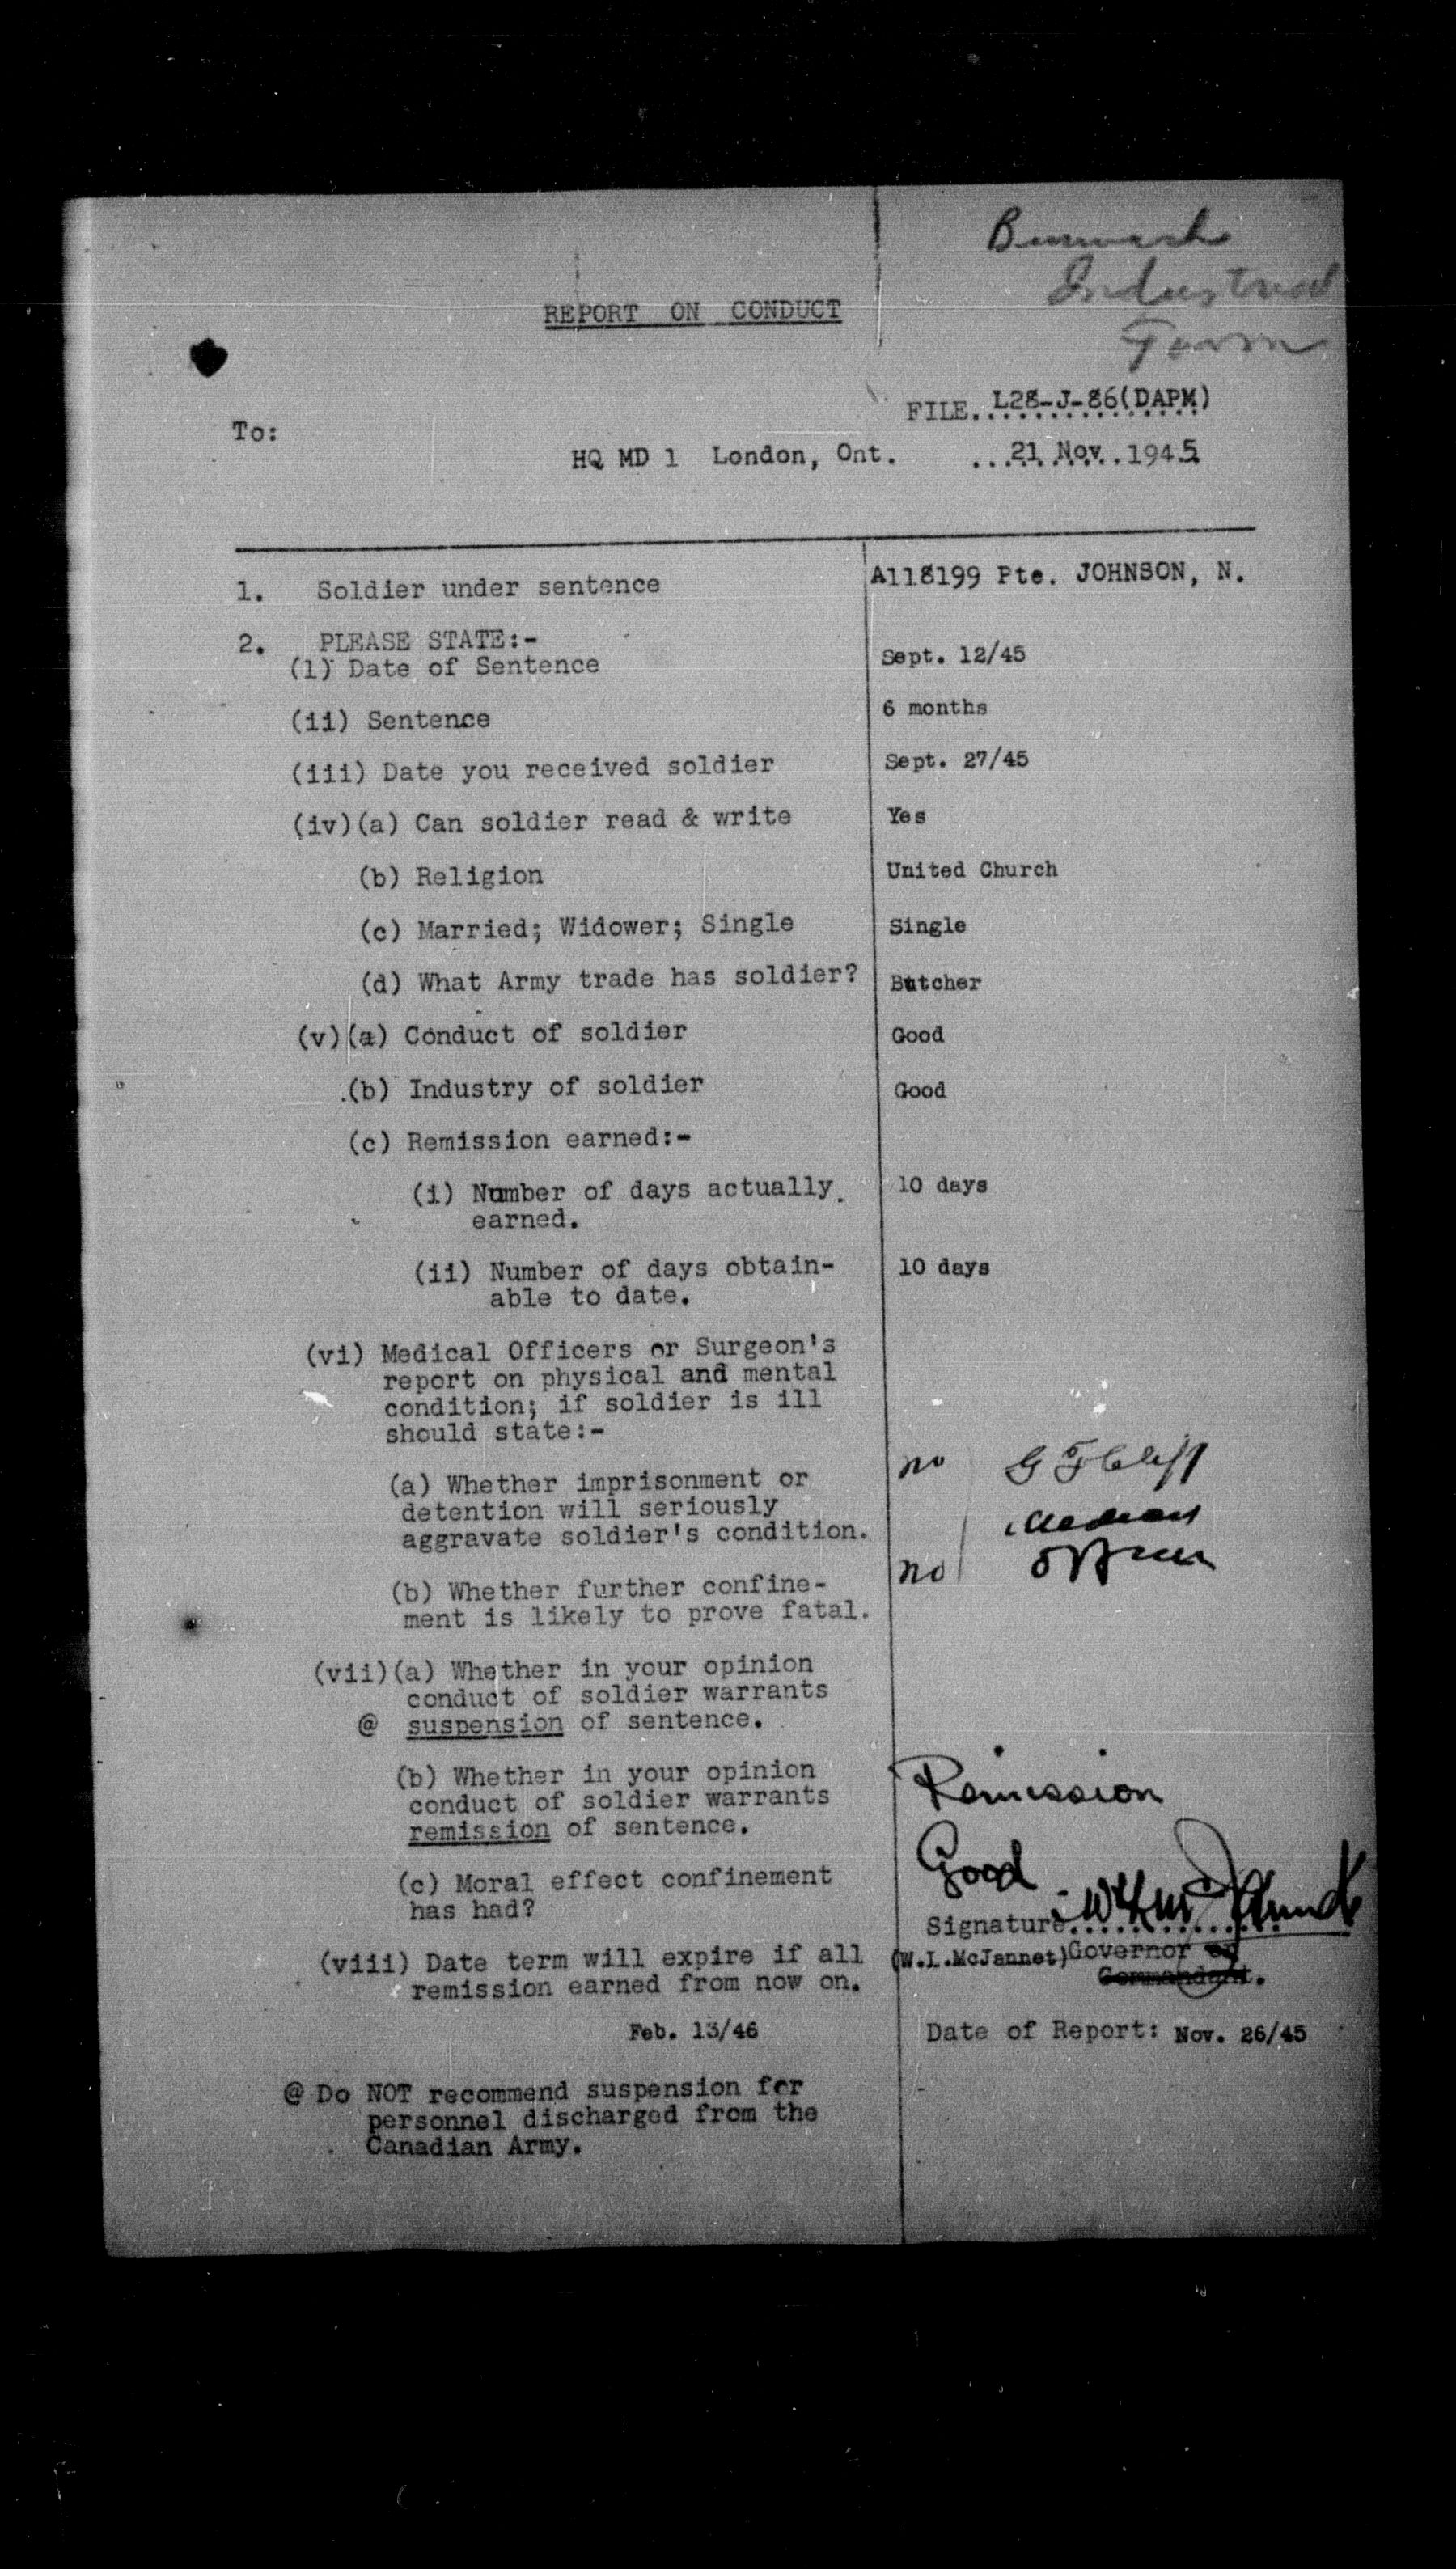 Burwash
Industrial
Farm
REPORT ON CONDUCT
FILE. L28-J-86(DAPM)
To:
HQ MD 1 London, Ont. ...21 Nov. .1945
1. Soldier under sentence A118199 Pte. JOHNSON, N.
2. PLEASE STATE:-
(1) Date of Sentence Sept. 12/45
(ii) Sentence 6 months
(iii) Date you received soldier Sept. 27/45
(iv)(a) Can soldier read & write Yes
(b) Religion United Church
(c) Married; Widower; Single Single
(d) What Army trade has soldier? Butcher
(v)(a) Conduct of soldier Good
(b) Industry of soldier Good
(c) Remission earned:-
(i) Number of days actually 10 days
earned.
(ii) Number of days obtain- 10 days
able to date.
(vi) Medical Officers or Surgeon's
report on physical and mental
condition; if soldier is ill
should state:-
(a) Whether imprisonment or no
detention will seriously
aggravate soldier's condition. Medical
(b) Whether further confine- no Officer
ment is likely to prove fatal.
(vii)(a) Whether in your opinion
conduct of soldier warrants
@ suspension of sentence.
(b) Whether in your opinion Remission
conduct of soldier warrants
remission of sentence.
(c) Moral effect confinement Good
has had?
Signature
(viii) Date term will expire if all (W.I.McJannet) Governor or
remission earned from now on. Commandant.
Feb. 13/46 Date of Report: Nov. 26/45
@ Do NOT recommend suspension for
personnel discharged from the
Canadian Army.